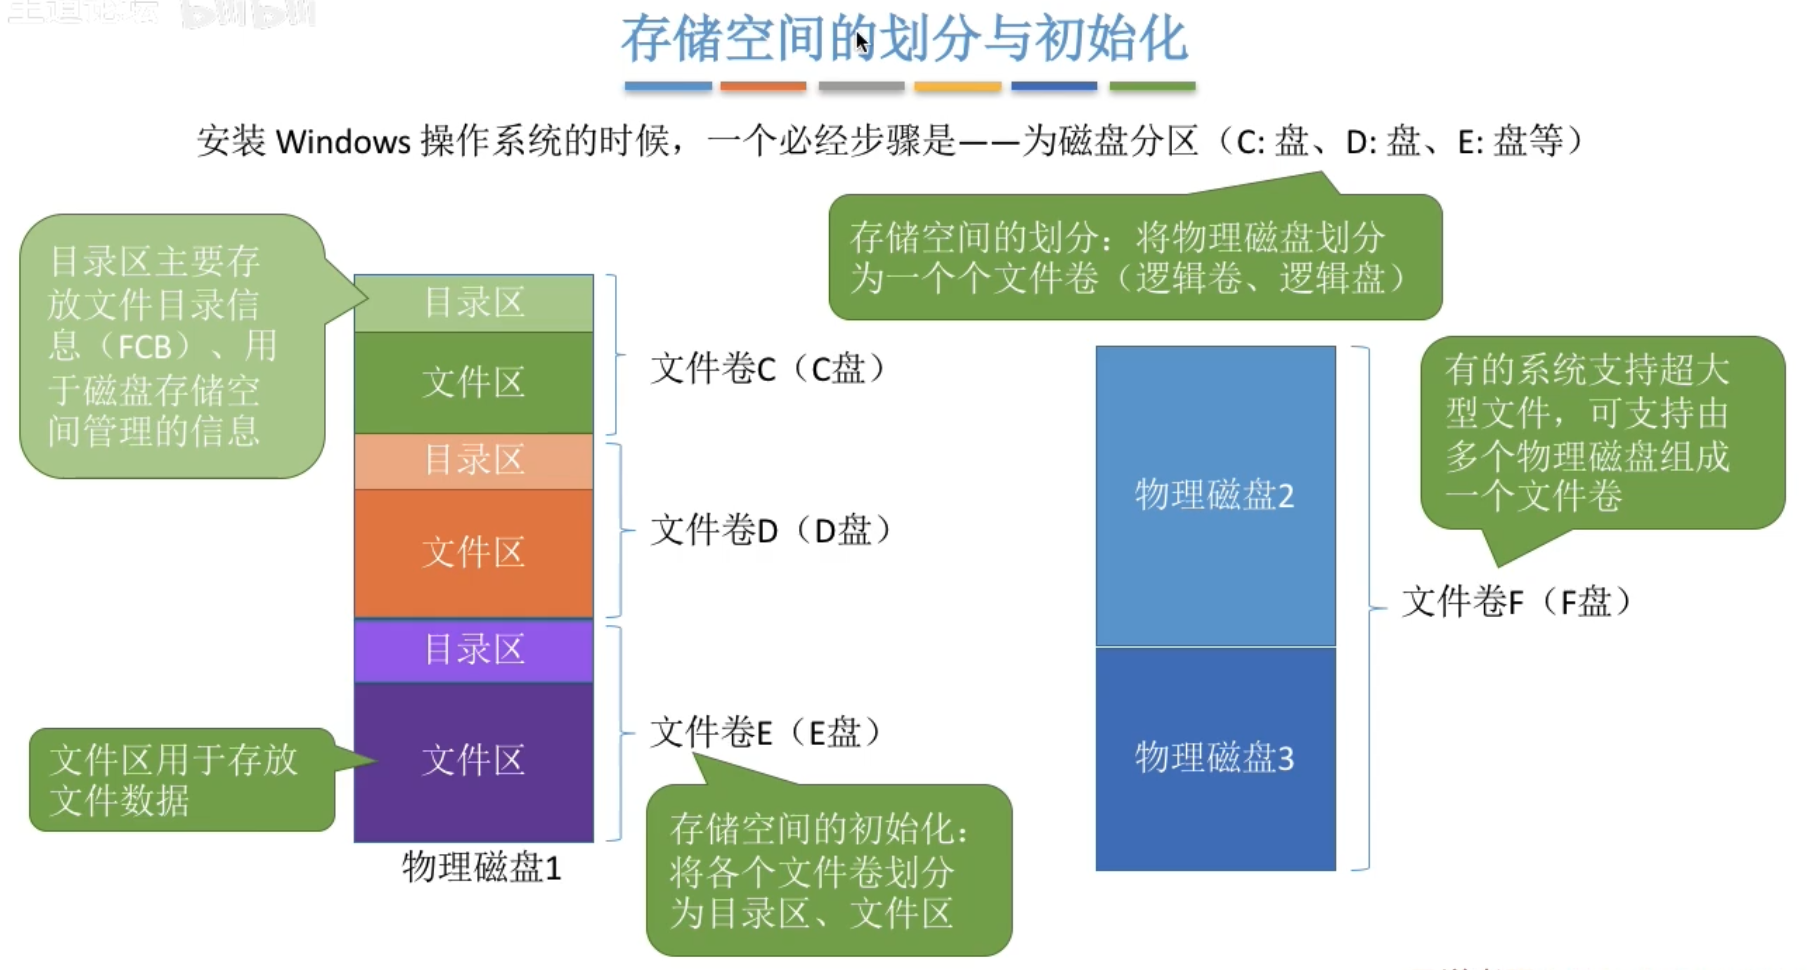 王道论坛 bilibili
存储空间的划分与初始化
安装 Windows 操作系统的时候，一个必经步骤是——为磁盘分区（C: 盘、D: 盘、E: 盘等）
存储空间的划分：将物理磁盘划分
为一个个文件卷（逻辑卷、逻辑盘）
目录区主要存
放文件目录信
息（FCB）、用
于磁盘存储空
间管理的信息
目录区
文件区
文件卷C（C盘）
目录区
文件区
文件卷D（D盘）
目录区
文件区
文件卷E（E盘）
文件区用于存放
文件数据
物理磁盘1
存储空间的初始化：
将各个文件卷划分
为目录区、文件区
物理磁盘2
物理磁盘3
有的系统支持超大
型文件，可支持由
多个物理磁盘组成
一个文件卷
文件卷F（F盘）